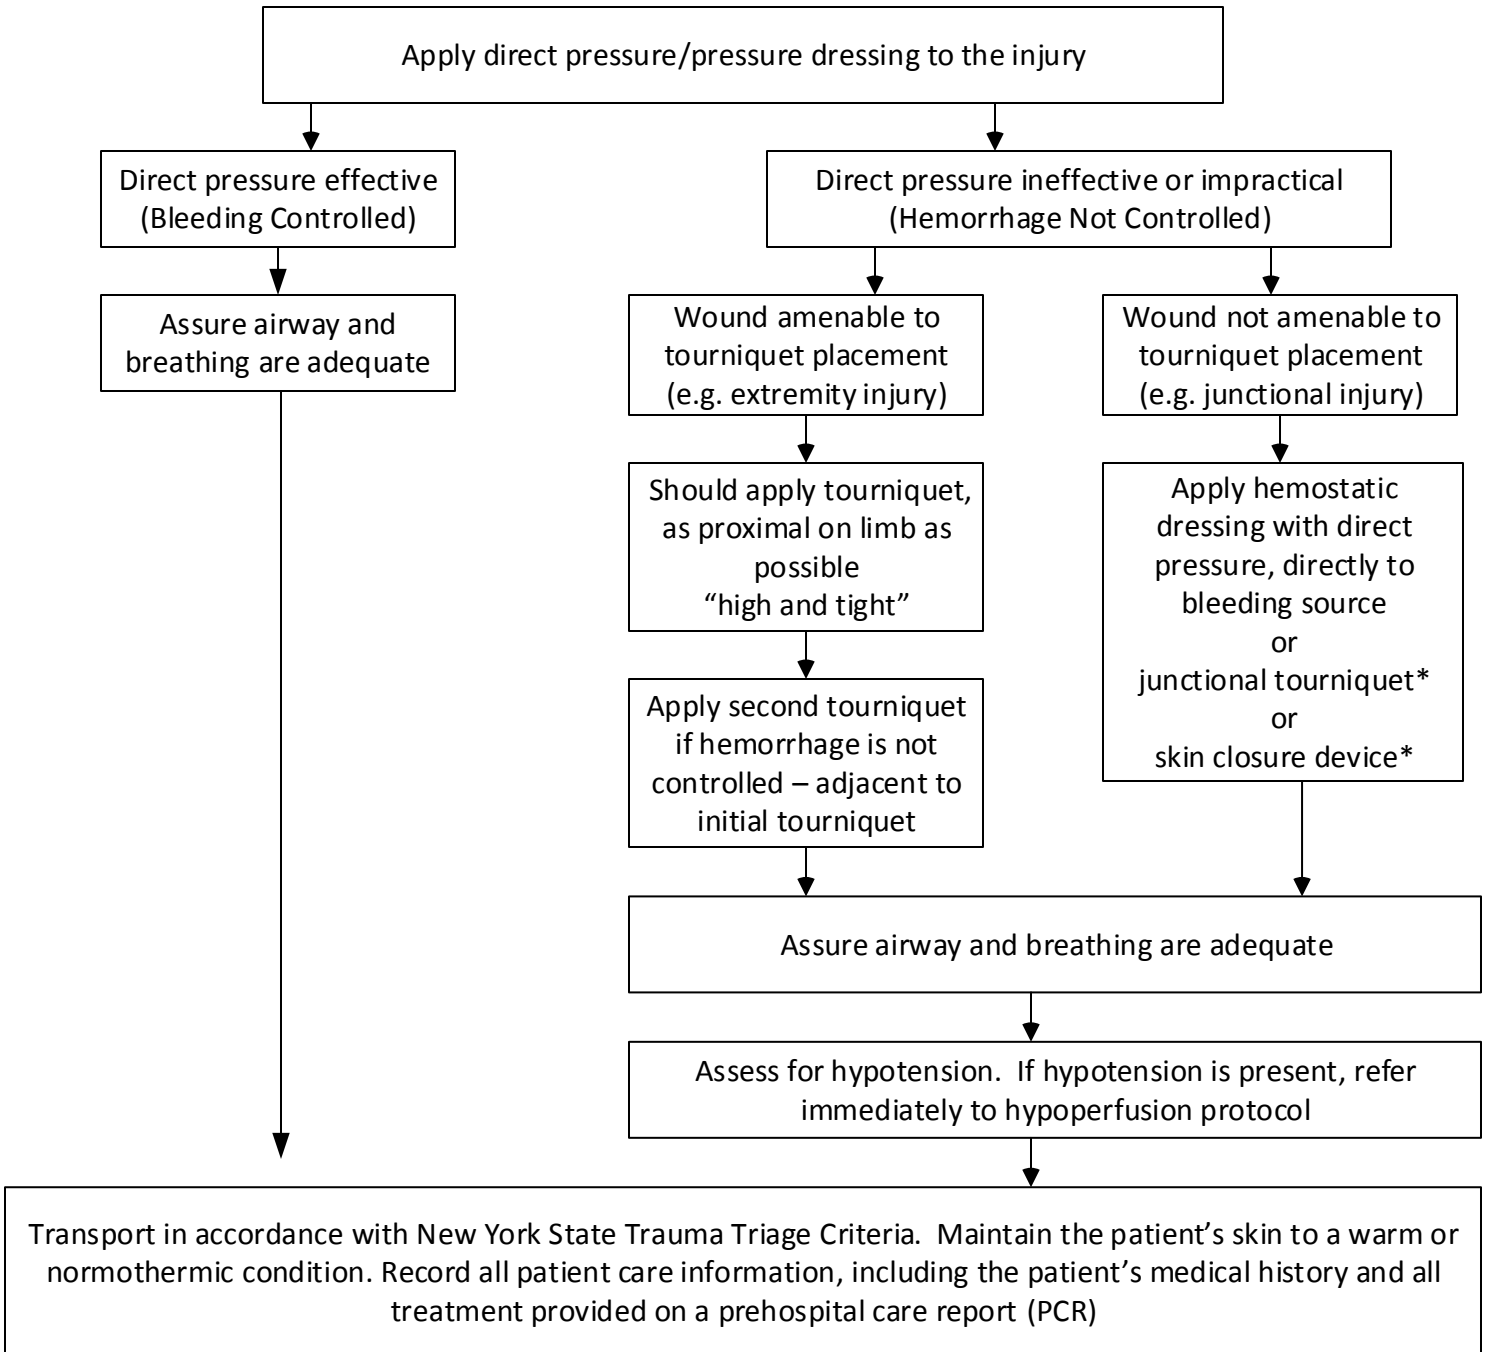 Apply direct pressure/pressure dressing to the injury
Direct pressure effective
(Bleeding Controlled)
Direct pressure ineffective or impractical
(Hemorrhage Not Controlled)
Assure airway and
breathing are adequate
Wound amenable to
tourniquet placement
(e.g. extremity injury)
Wound not amenable to
tourniquet placement
(e.g. junctional injury)
Should apply tourniquet,
as proximal on limb as
possible
“high and tight”
Apply hemostatic
dressing with direct
pressure, directly to
bleeding source
or
junctional tourniquet*
or
skin closure device*
Apply second tourniquet
if hemorrhage is not
controlled – adjacent to
initial tourniquet
Assure airway and breathing are adequate
Assess for hypotension.  If hypotension is present, refer
immediately to hypoperfusion protocol
Transport in accordance with New York State Trauma Triage Criteria.  Maintain the patient’s skin to a warm or
normothermic condition. Record all patient care information, including the patient’s medical history and all
treatment provided on a prehospital care report (PCR)